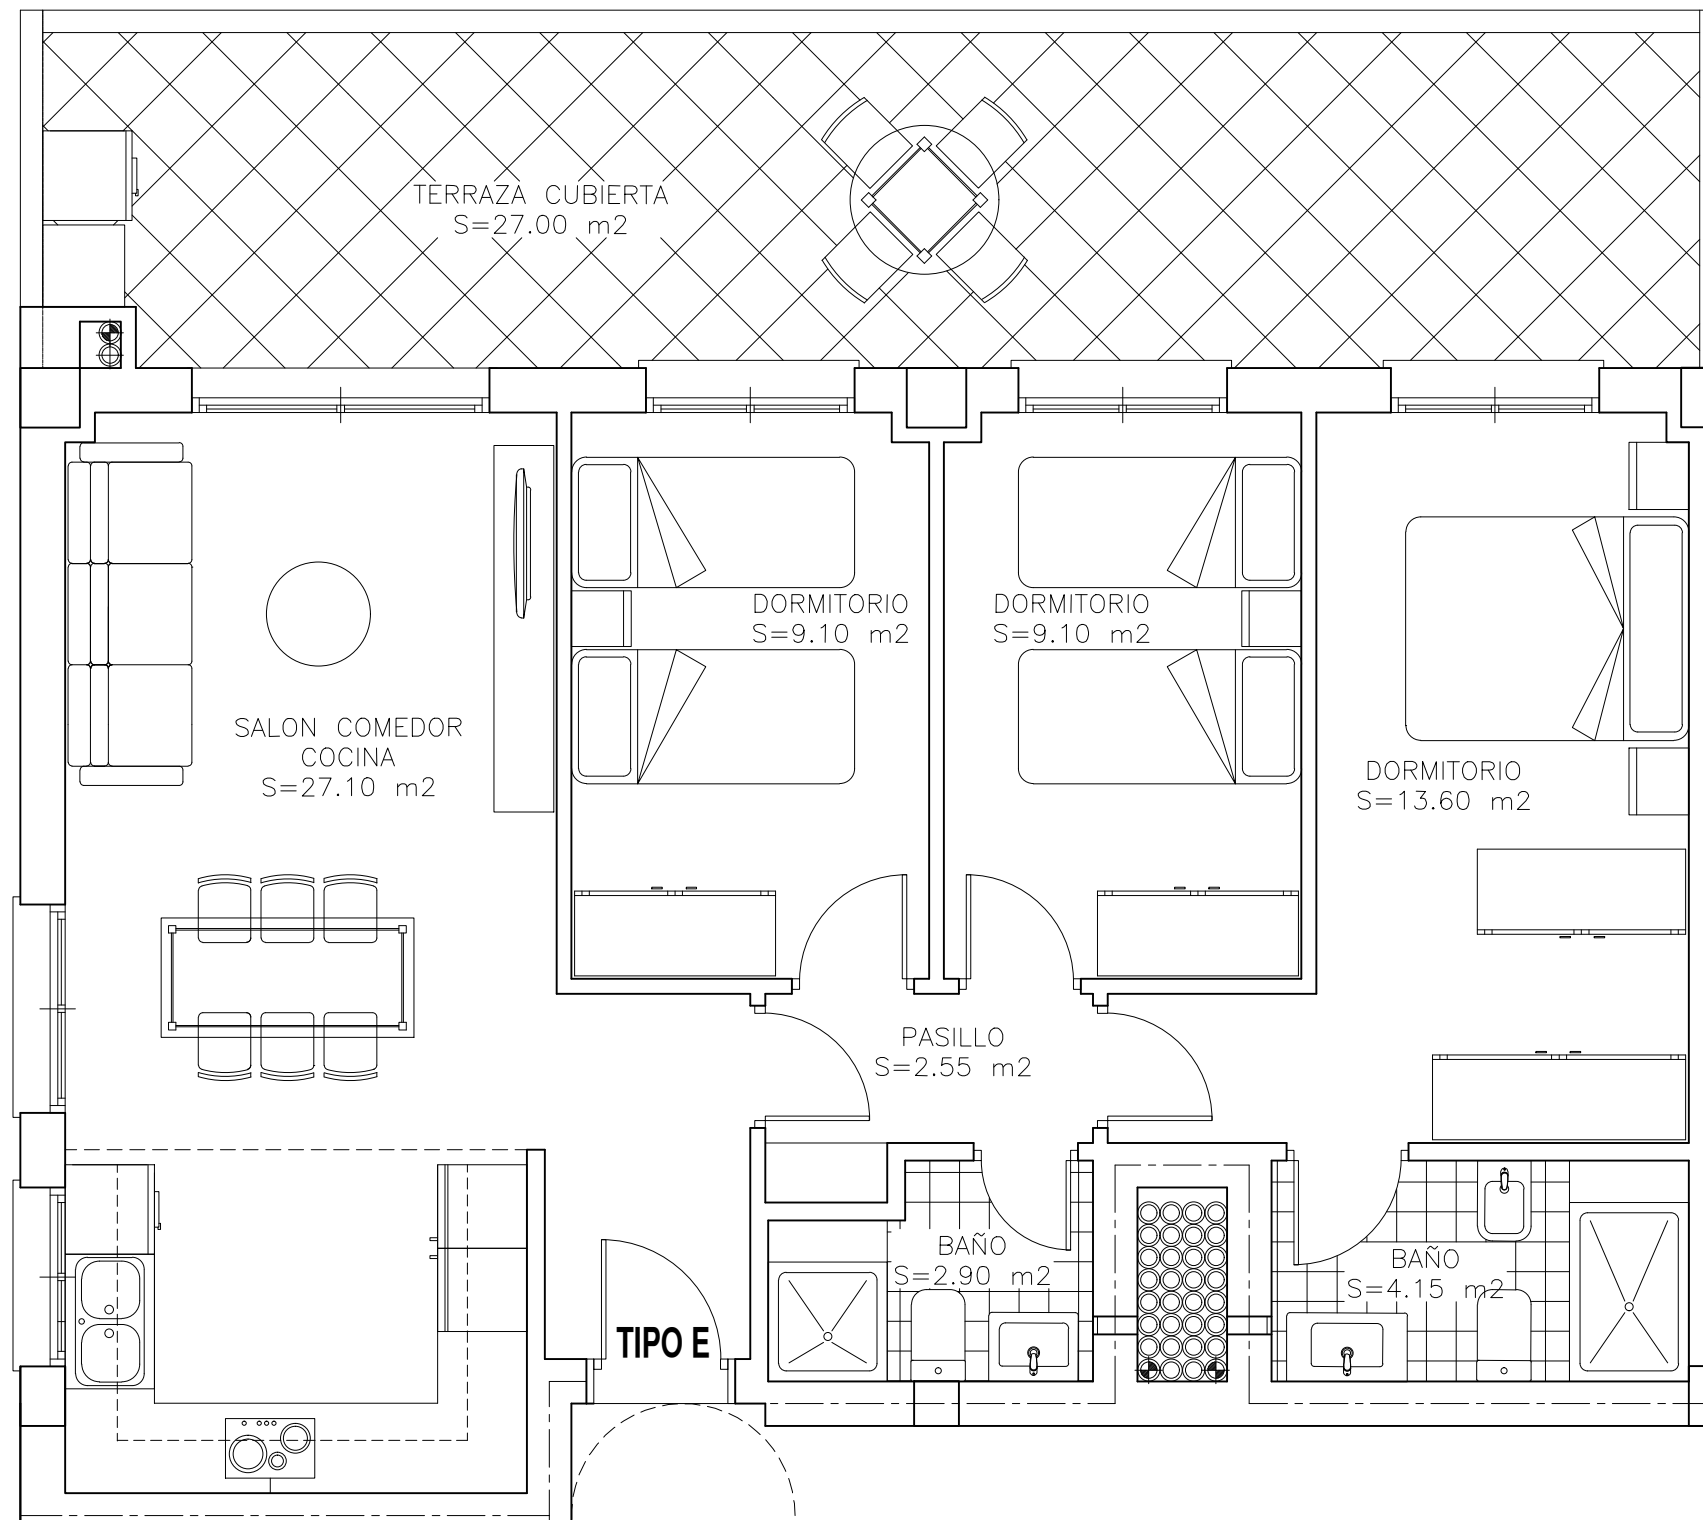 TERRAZA CUBIERTA
S=27.00 m2
DORMITORIO
S=9.10 m2
DORMITORIO
S=9.10 m2
SALON COMEDOR
COCINA
S=27.10 m2
DORMITORIO
S=13.60 m2
PASILLO
S=2.55 m2
BAÑO
S=2.90 m2
BAÑO
S=4.15 m2
TIPO E